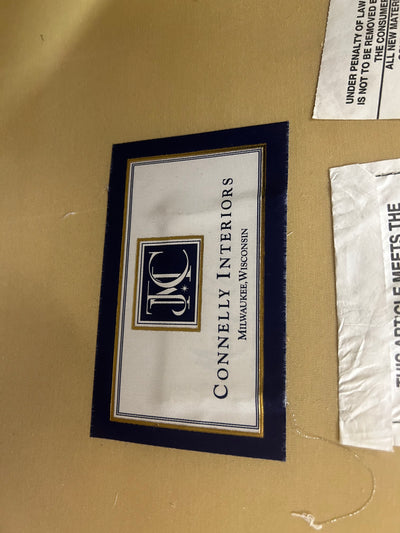 JMC
CONNELLY INTERIORS
MILWAUKEE, WISCONSIN
UNDER PENALTY OF LAW
IS NOT TO BE REMOVED E
THE CONSUME
ALL NEW MATER
THIS ARTICLE MEETS THE